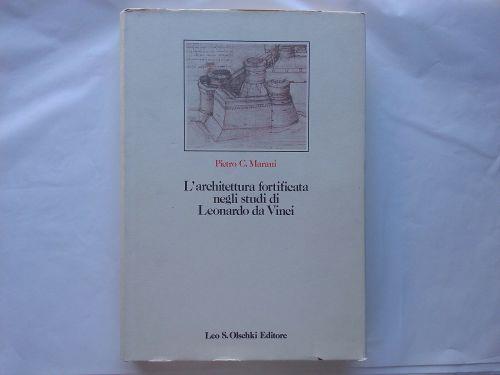 Pietro C. Marani
L'architettura fortificata
negli studi di
Leonardo da Vinci
Leo S. Olschki Editore